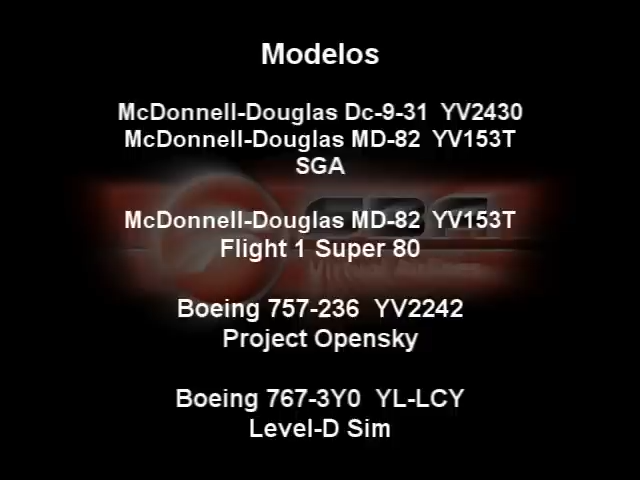 Modelos
McDonnell-Douglas Dc-9-31 YV2430
McDonnell-Douglas MD-82 YV153T
SGA
McDonnell-Douglas MD-82 YV153T
Flight 1 Super 80
Boeing 757-236 YV2242
Project Opensky
Boeing 767-3Y0 YL-LCY
Level-D Sim